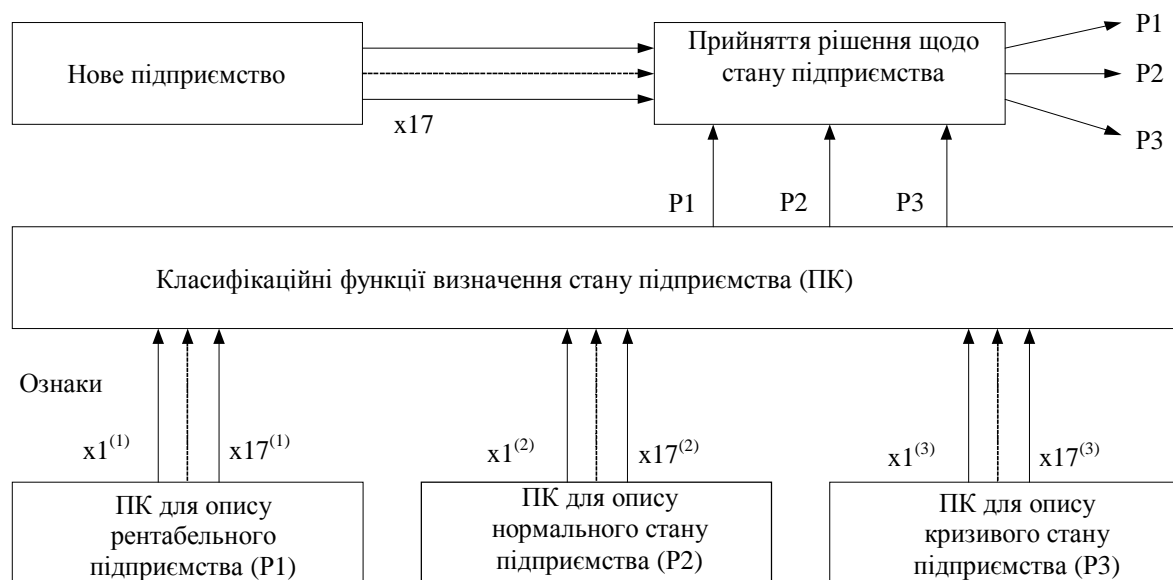 Нове підприємство
x17
Прийняття рішення щодо
стану підприємства
P1
P2
P3
P1
P2
P3
Класифікаційні функції визначення стану підприємства (ПК)
Ознаки
x1⁽¹⁾
x17⁽¹⁾
x1⁽²⁾
x17⁽²⁾
x1⁽³⁾
x17⁽³⁾
ПК для опису
рентабельного
підприємства (P1)
ПК для опису
нормального стану
підприємства (P2)
ПК для опису
кризивого стану
підприємства (P3)